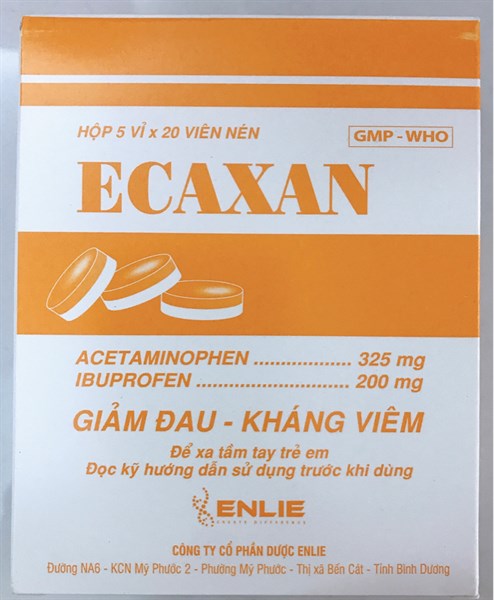 HỘP 5 VỈ x 20 VIÊN NÉN
GMP - WHO
ECAXAN
ACETAMINOPHEN .................. 325 mg
IBUPROFEN ............................ 200 mg
GIẢM ĐAU - KHÁNG VIÊM
Để xa tầm tay trẻ em
Đọc kỹ hướng dẫn sử dụng trước khi dùng
ENLIE
CREATE DIFFERENCE
CÔNG TY CỔ PHẦN DƯỢC ENLIE
Đường NA6 - KCN Mỹ Phước 2 - Phường Mỹ Phước - Thị xã Bến Cát - Tỉnh Bình Dương